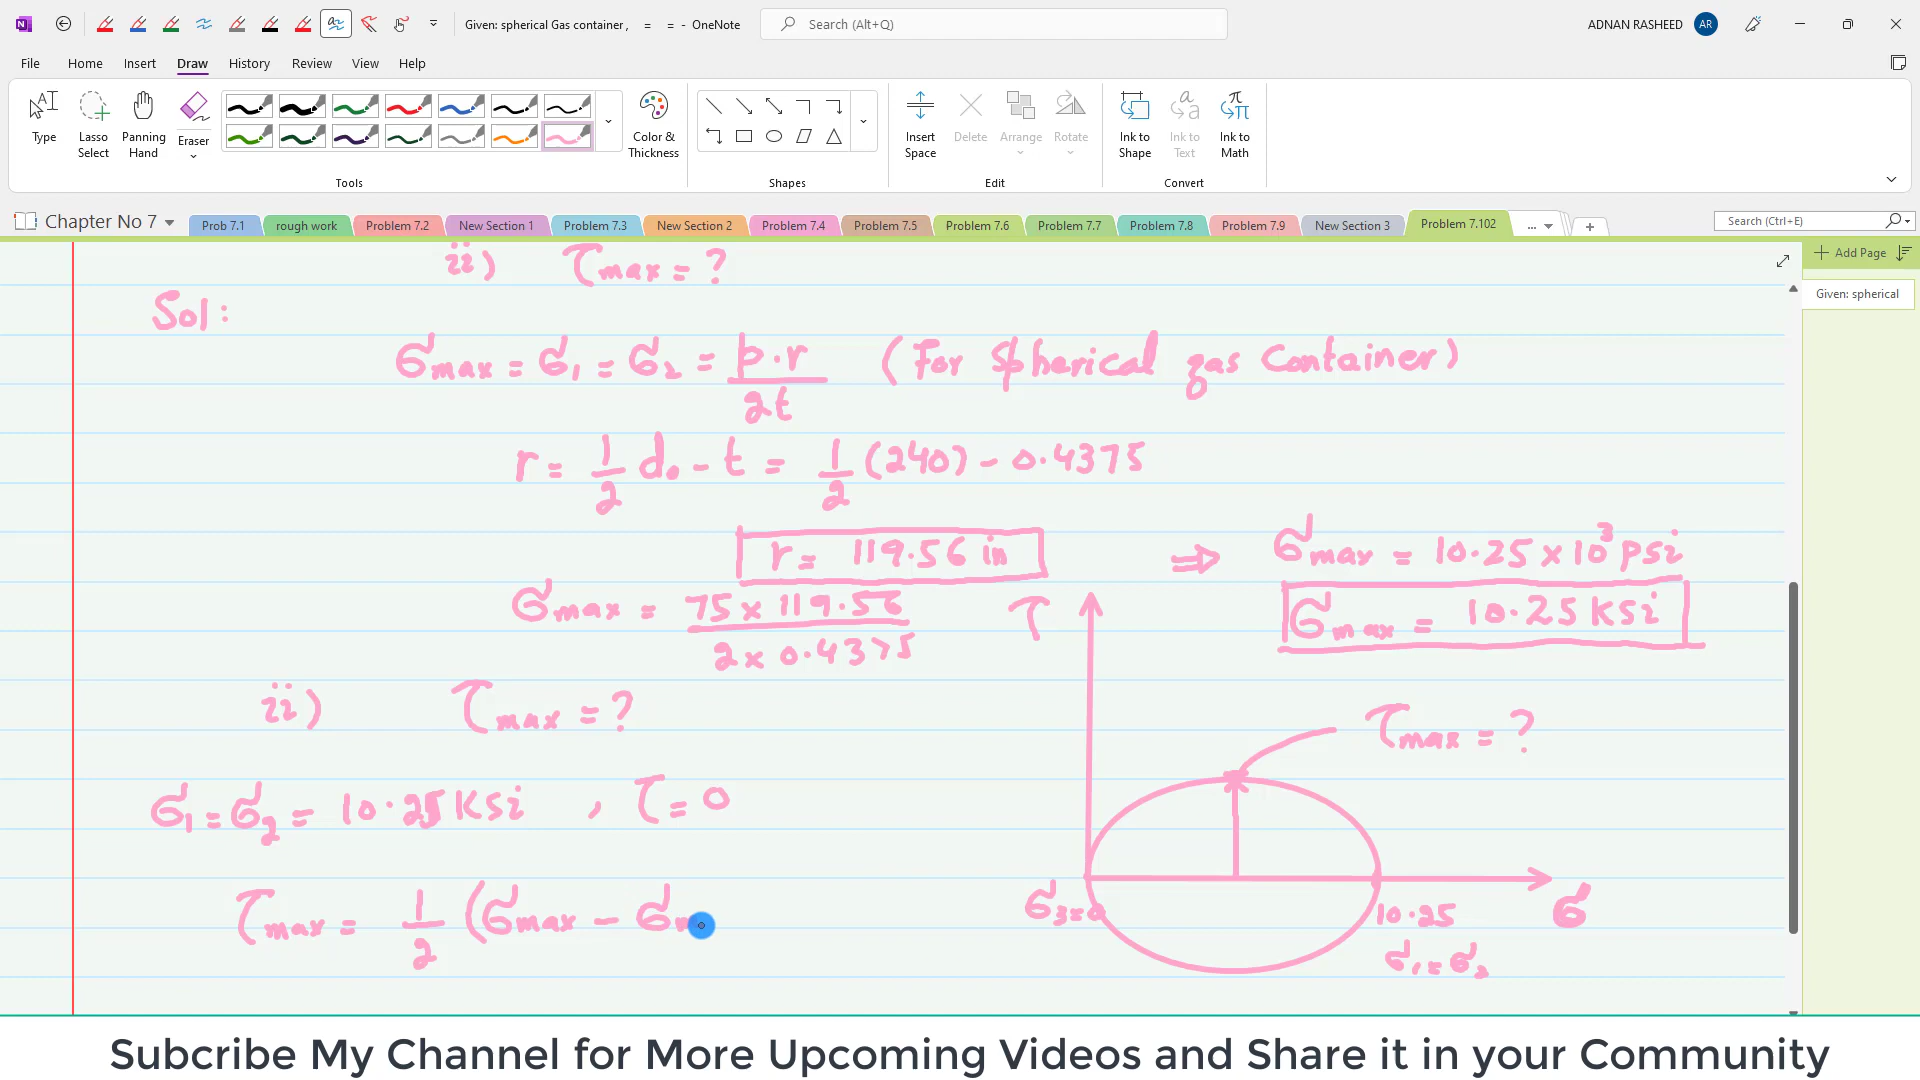 Given: spherical Gas container , = = - OneNote
Search (Alt+Q)
ADNAN RASHEED AR
File Home Insert Draw History Review View Help
Type Lasso Select Panning Hand Eraser
Color & Thickness
Insert Space Delete Arrange Rotate
Ink to Shape Ink to Text Ink to Math
Tools Shapes Edit Convert
Chapter No 7
Prob 7.1 rough work Problem 7.2 New Section 1 Problem 7.3 New Section 2 Problem 7.4 Problem 7.5 Problem 7.6 Problem 7.7 Problem 7.8 Problem 7.9 New Section 3 Problem 7.102 ...
Search (Ctrl+E)
Add Page
Given: spherical
ii) τmax = ?
Sol:
σmax = σ1 = σ2 = p·r / 2t (For Spherical gas Container)
r = 1/2 do - t = 1/2 (240) - 0.4375
r = 119.56 in
⇒ σmax = 10.25 x 10³ psi
σmax = 75 x 119.56 / 2 x 0.4375
σmax = 10.25 ksi
τ
ii) τmax = ?
τmax = ?
σ1 = σ2 = 10.25 ksi , τ = 0
σ3 = 0
10.25
σ1 = σ2
σ
τmax = 1/2 (σmax - σm
Subcribe My Channel for More Upcoming Videos and Share it in your Community